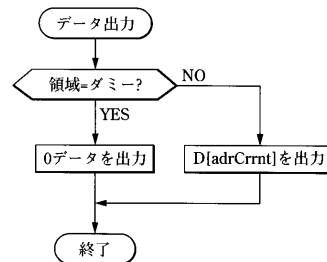 データ出力
領域=ダミー?
NO
YES
0データを出力
D[adrCrrnt]を出力
終了